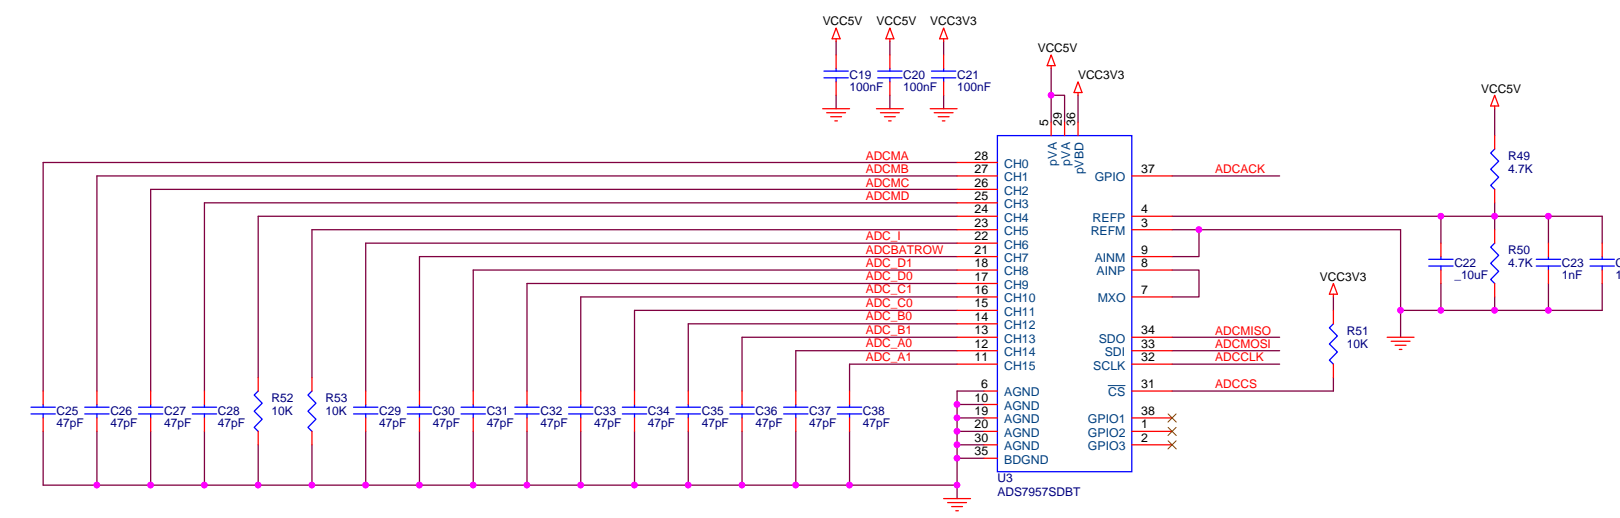 VCC5V VCC5V VCC3V3
C19 C20 C21
100nF 100nF 100nF
VCC5V
VCC3V3
5 29 36
pVA pVA pVBD
ADCMA 28 CH0
ADCMB 27 CH1
ADCMC 26 CH2
ADCMD 25 CH3
24 CH4
23 CH5
ADC_I 22 CH6
ADCBATROW 21 CH7
ADC_D1 18 CH8
ADC_D0 17 CH9
ADC_C1 16 CH10
ADC_C0 15 CH11
ADC_B0 14 CH12
ADC_B1 13 CH13
ADC_A0 12 CH14
ADC_A1 11 CH15
6 AGND
10 AGND
19 AGND
20 AGND
30 AGND
35 BDGND
GPIO 37 ADCACK
REFP 4
REFM 3
AINM 9
AINP 8
MXO 7
SDO 34 ADCMISO
SDI 33 ADCMOSI
SCLK 32 ADCCLK
CS 31 ADCCS
GPIO1 38
GPIO2 1
GPIO3 2
U3
ADS7957SDBT
C25 C26 C27 C28 R52 R53 C29 C30 C31 C32 C33 C34 C35 C36 C37 C38
47pF 47pF 47pF 47pF 10K 10K 47pF 47pF 47pF 47pF 47pF 47pF 47pF 47pF 47pF 47pF
VCC5V
R49
4.7K
C22 R50 C23
_10uF 4.7K 1nF
VCC3V3
R51
10K